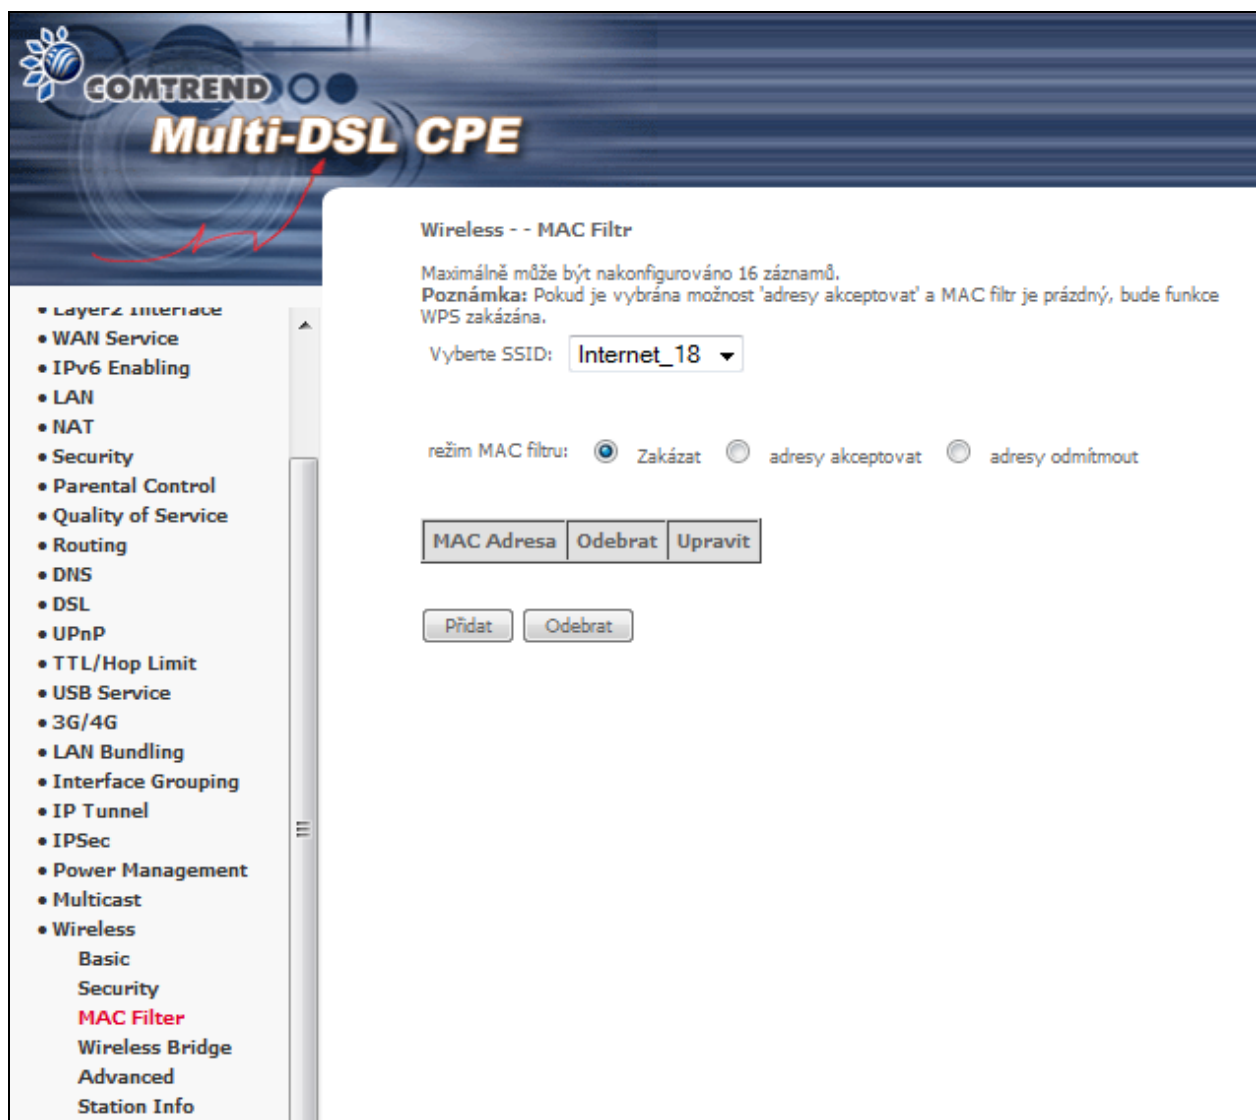 COMTREND
Multi-DSL CPE
Wireless - - MAC Filtr
Maximálně může být nakonfigurováno 16 záznamů.
Poznámka: Pokud je vybrána možnost 'adresy akceptovat' a MAC filtr je prázdný, bude funkce
WPS zakázána.
Vyberte SSID: Internet_18
režim MAC filtru: Zakázat adresy akceptovat adresy odmítmout
MAC Adresa Odebrat Upravit
Přidat Odebrat
• Layer2 Interface
• WAN Service
• IPv6 Enabling
• LAN
• NAT
• Security
• Parental Control
• Quality of Service
• Routing
• DNS
• DSL
• UPnP
• TTL/Hop Limit
• USB Service
• 3G/4G
• LAN Bundling
• Interface Grouping
• IP Tunnel
• IPSec
• Power Management
• Multicast
• Wireless
Basic
Security
MAC Filter
Wireless Bridge
Advanced
Station Info